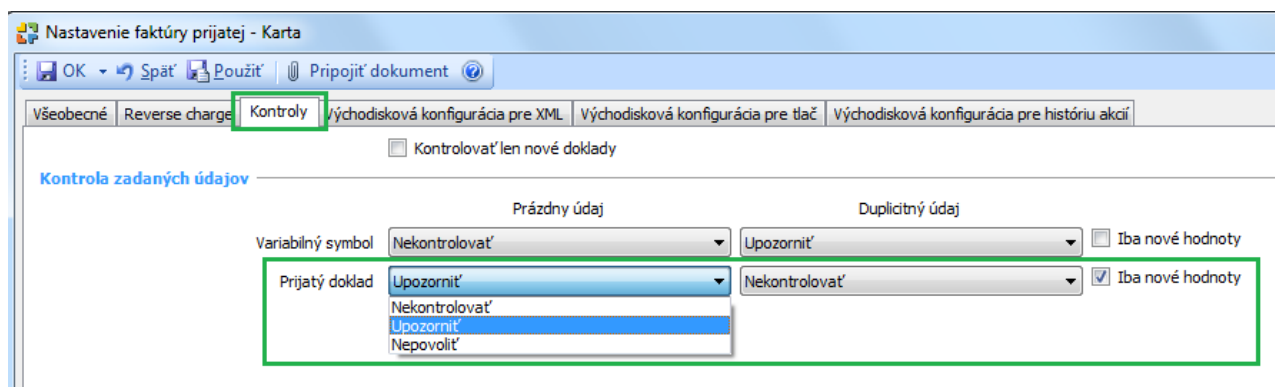 Nastavenie faktúry prijatej - Karta
OK Späť Použiť Pripojiť dokument
Všeobecné Reverse charge Kontroly Východisková konfigurácia pre XML Východisková konfigurácia pre tlač Východisková konfigurácia pre históriu akcií
Kontrolovať len nové doklady
Kontrola zadaných údajov
Prázdny údaj Duplicitný údaj
Variabilný symbol Nekontrolovať Upozorniť Iba nové hodnoty
Prijatý doklad Upozorniť Nekontrolovať Iba nové hodnoty
Nekontrolovať
Upozorniť
Nepovoliť